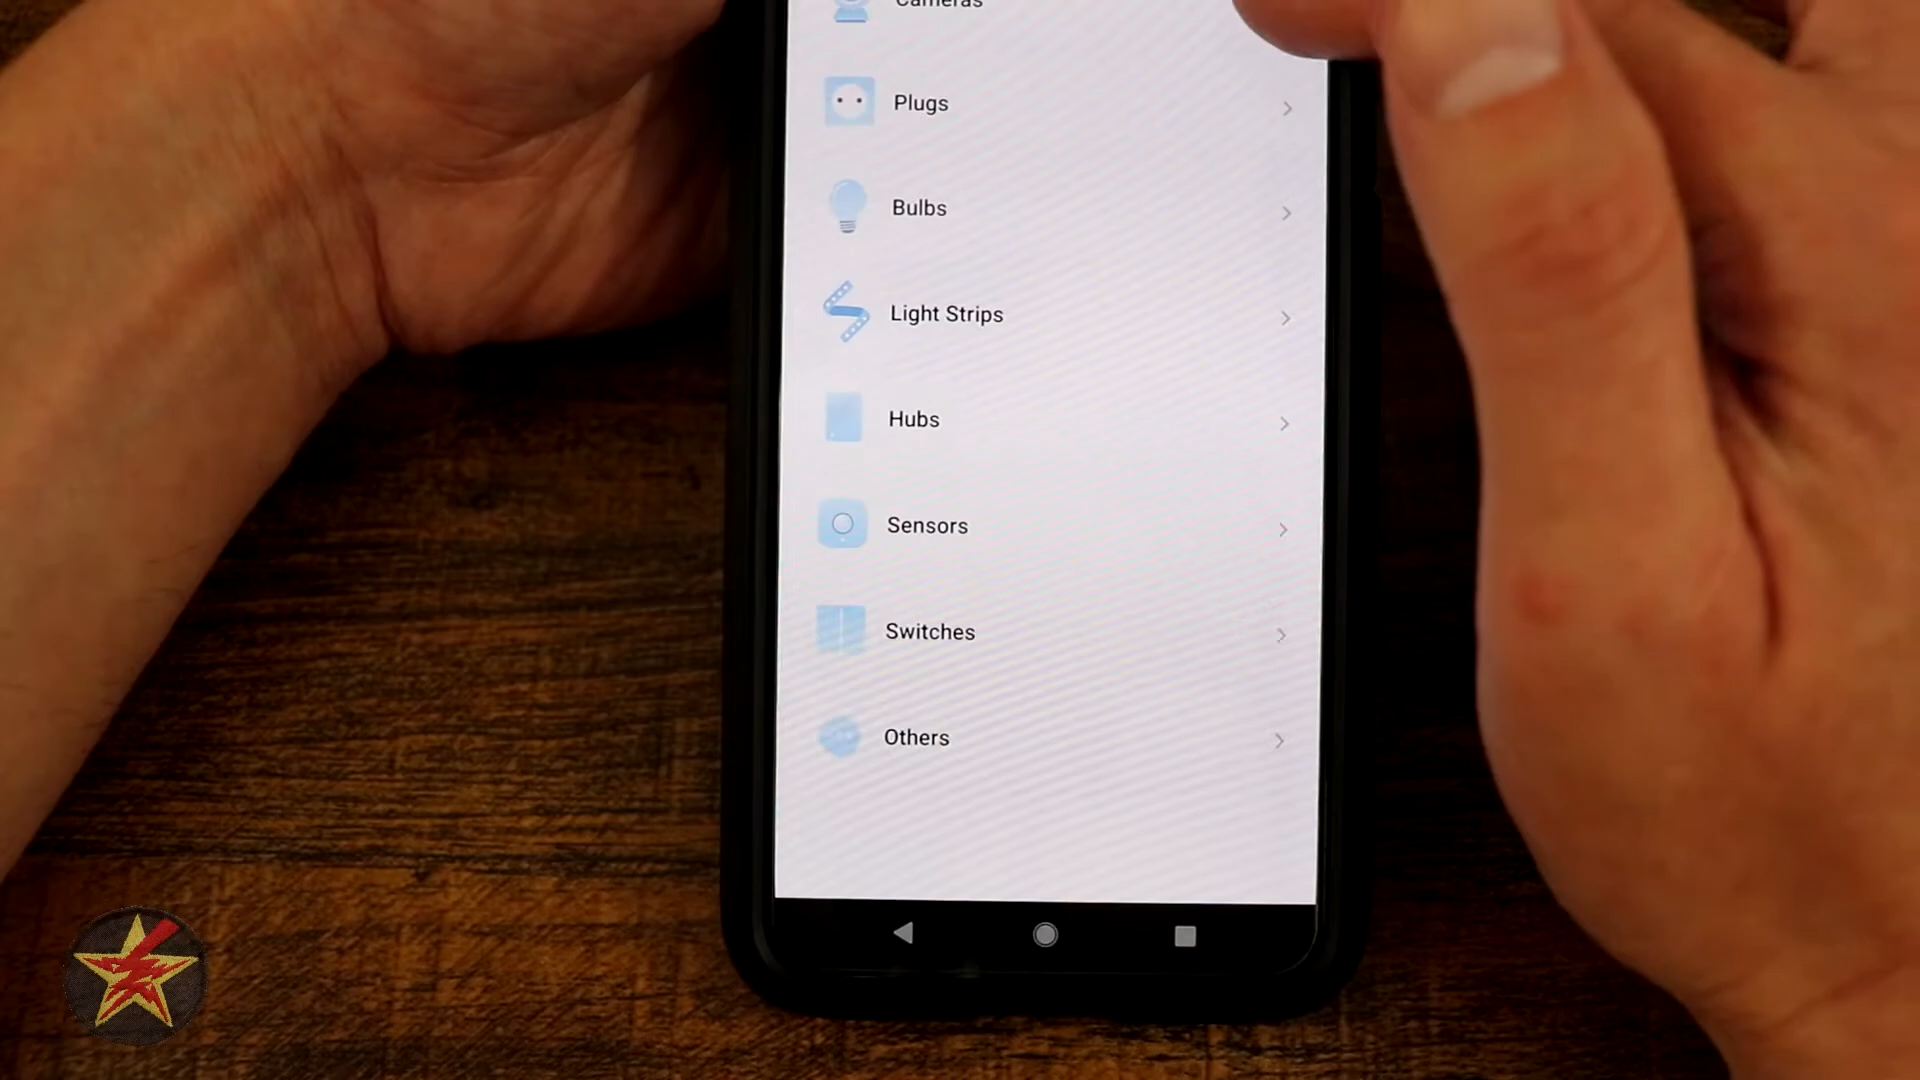 Cameras
Plugs
Bulbs
Light Strips
Hubs
Sensors
Switches
Others